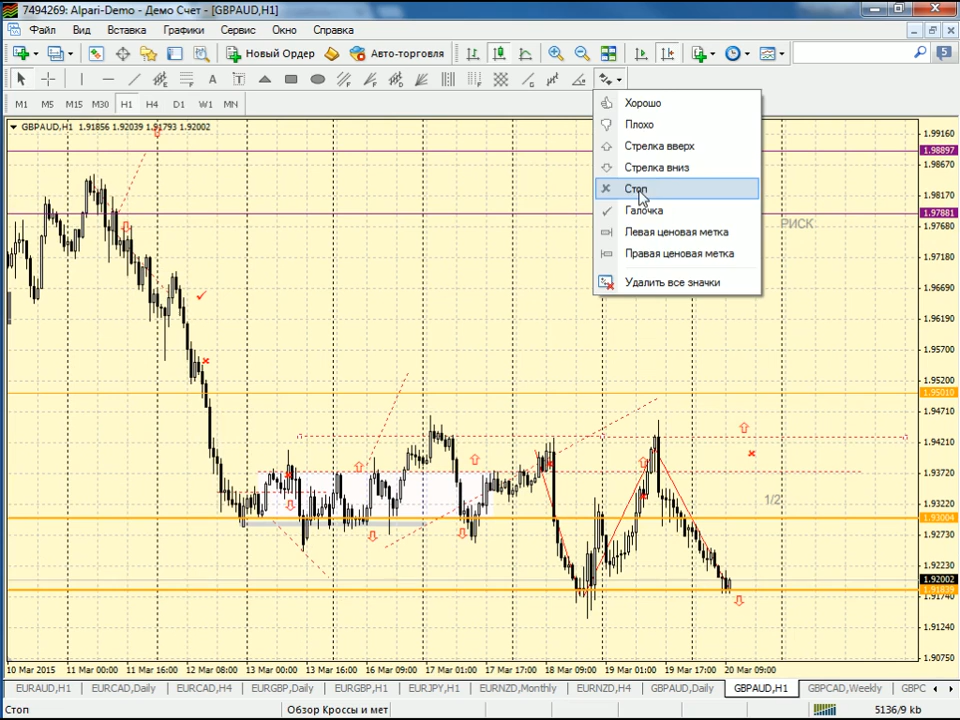 7494269: Alpari-Demo - Демо Счет - [GBPAUD,H1]
Файл Вид Вставка Графики Сервис Окно Справка
Новый Ордер Авто-торговля 5
A T
M1 M5 M15 M30 H1 H4 D1 W1 MN
Хорошо
Плохо
Стрелка вверх
Стрелка вниз
Стоп
Галочка
Левая ценовая метка
Правая ценовая метка
Удалить все значки
GBPAUD,H1 1.91856 1.92039 1.91793 1.92002
РИСК
1/2
1.99160
1.98897
1.98670
1.98170
1.97881
1.97680
1.97180
1.96690
1.96190
1.95700
1.95200
1.95010
1.94710
1.94210
1.93720
1.93220
1.93004
1.92730
1.92230
1.92002
1.91839
1.91740
1.91240
1.90750
10 Mar 2015 11 Mar 00:00 11 Mar 16:00 12 Mar 08:00 13 Mar 00:00 13 Mar 16:00 16 Mar 09:00 17 Mar 01:00 17 Mar 17:00 18 Mar 09:00 19 Mar 01:00 19 Mar 17:00 20 Mar 09:00
EURAUD,H1 EURCAD,Daily EURCAD,H4 EURGBP,Daily EURGBP,H1 EURJPY,H1 EURNZD,Monthly EURNZD,H4 GBPAUD,Daily GBPAUD,H1 GBPCAD,Weekly GBPC
Стоп Обзор Кроссы и мет 5136/9 kb